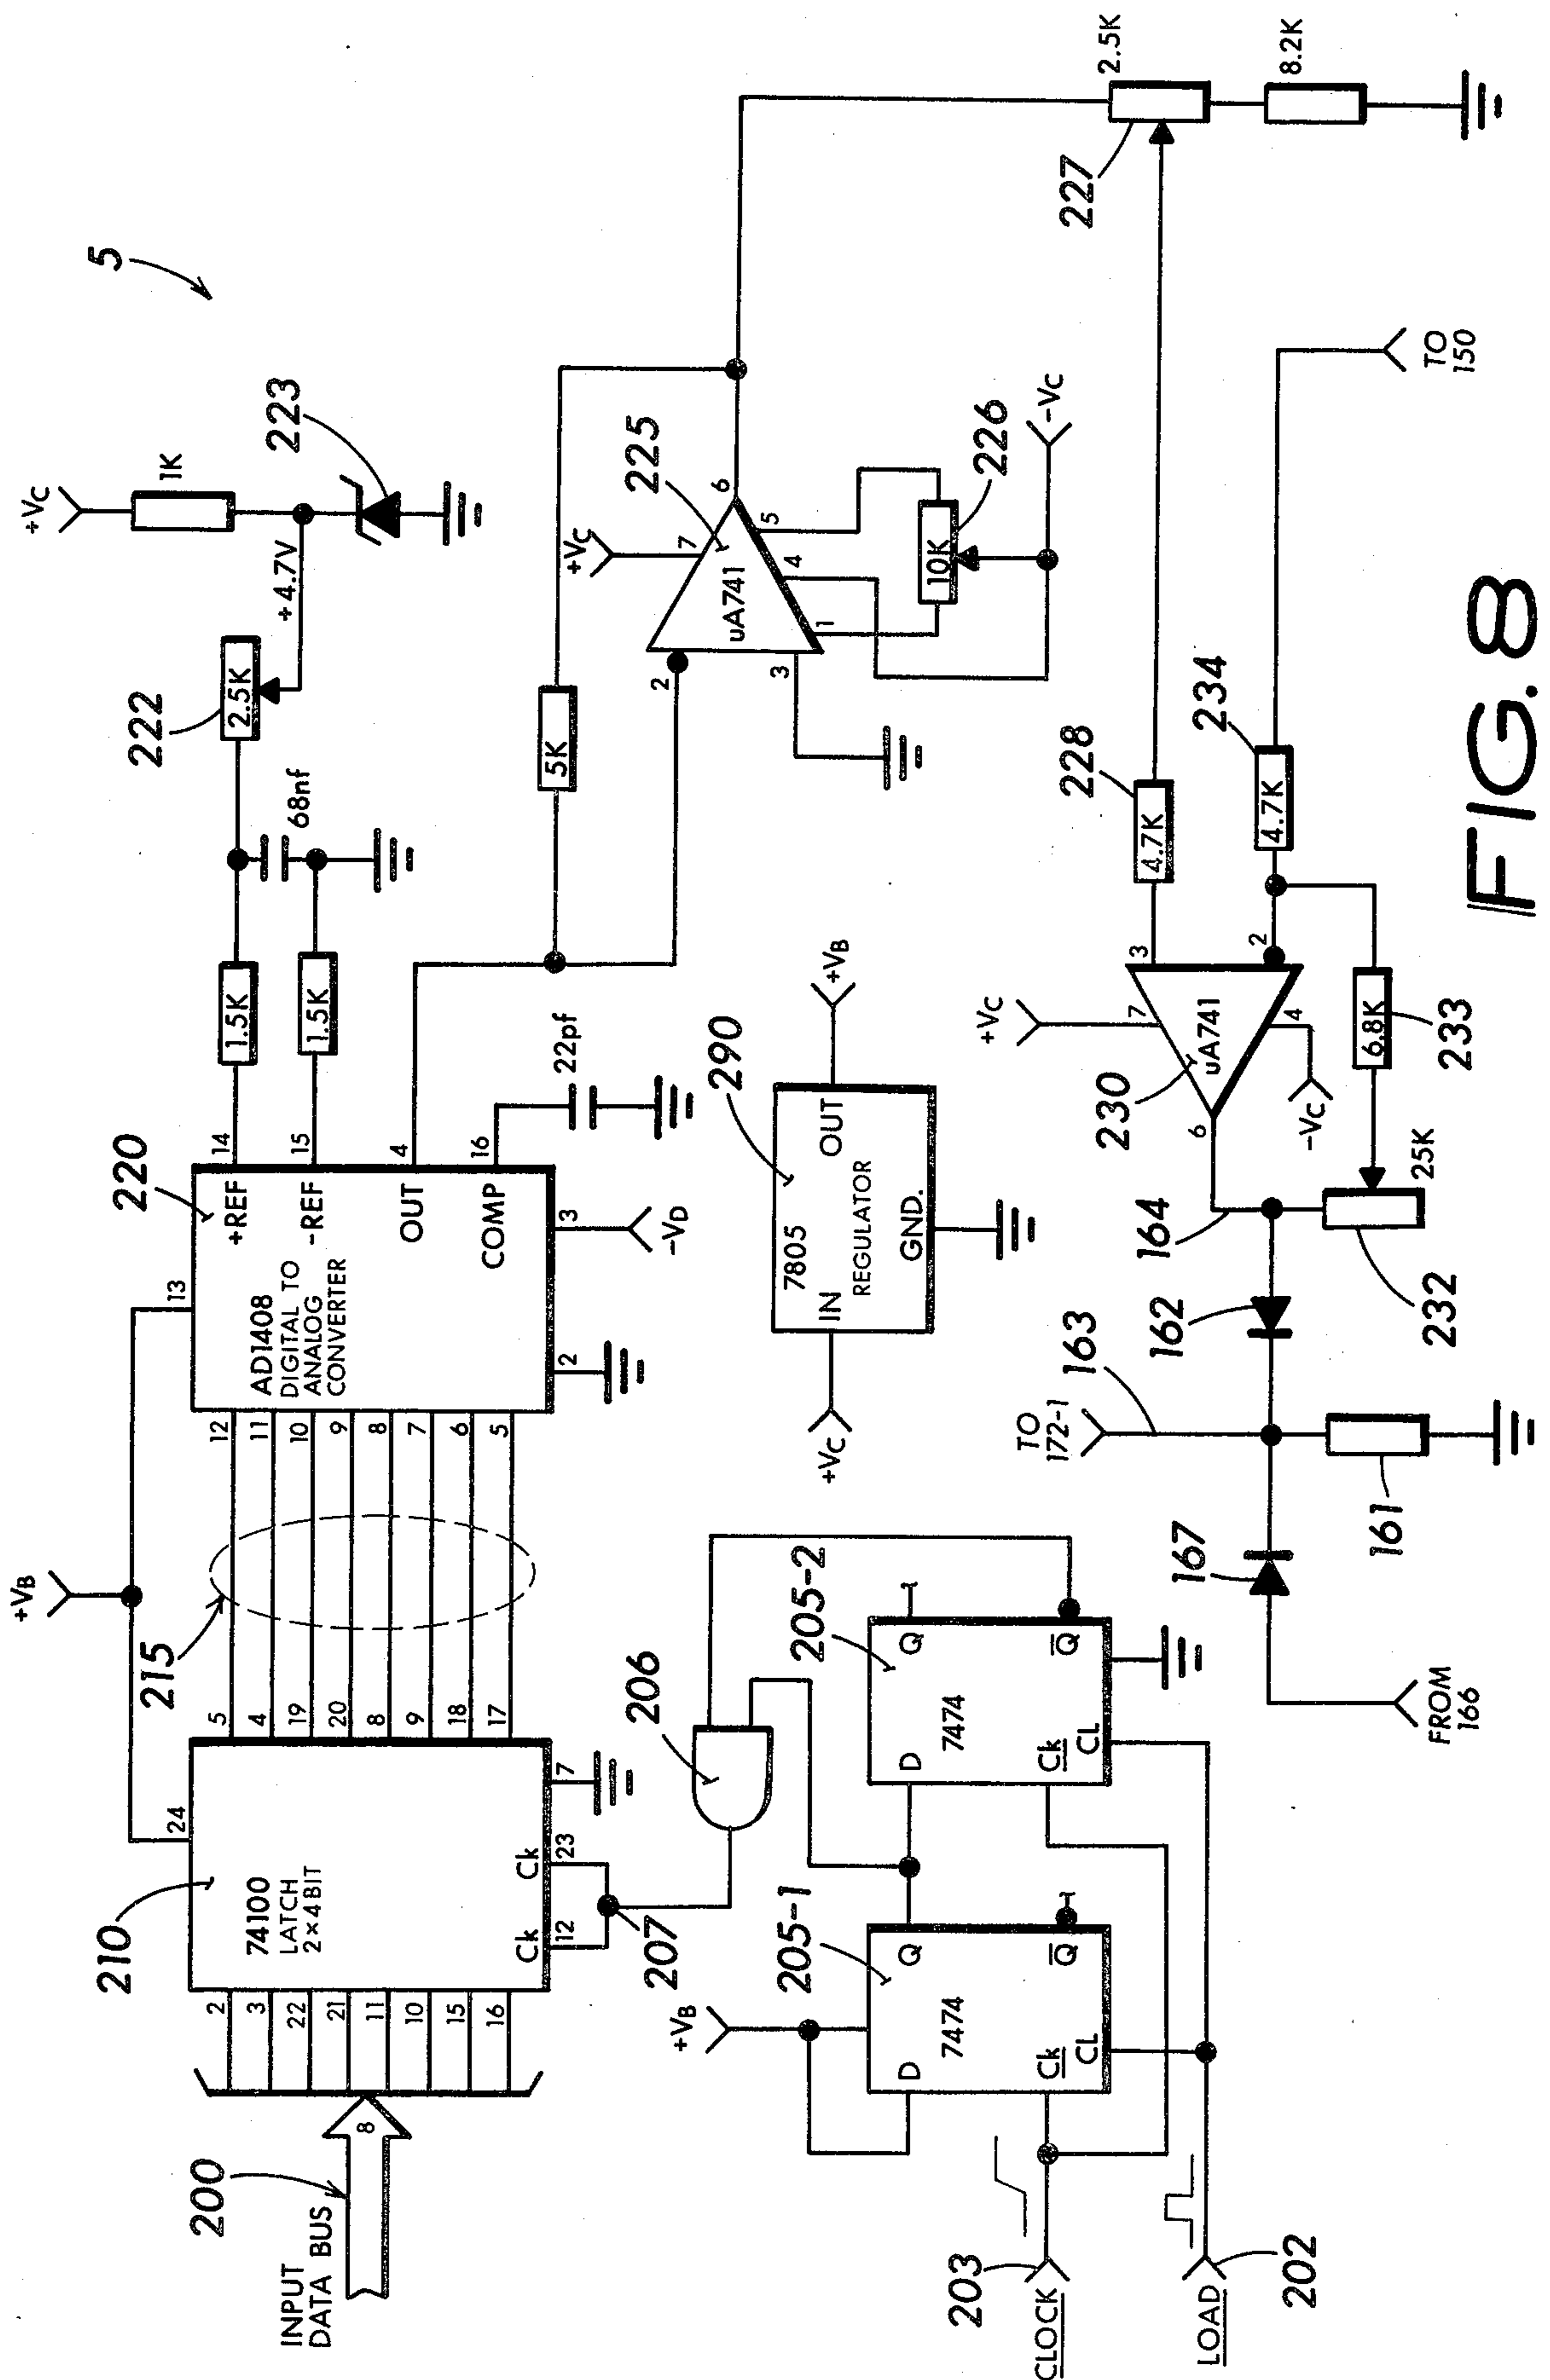 5
+VB
+VC
1K
223
+4.7V
222
2.5K
68nf
1.5K
1.5K
220
14
15
4
16
+REF
-REF
OUT
COMP
AD1408
DIGITAL TO
ANALOG
CONVERTER
13
3
-VD
2
22pf
12
11
10
9
8
7
6
5
215
5
4
19
20
8
9
18
17
24
210
74100
LATCH
2×4 BIT
Ck
12
Ck
23
7
207
2
3
22
21
11
10
15
16
8
200
INPUT
DATA BUS
5K
2
3
uA741
225
+VC
7
6
5
4
1
10K
226
-VC
2.5K
227
8.2K
290
7805
REGULATOR
IN
OUT
GND.
+VC
+VB
206
205-1
+VB
D
Q
7474
Ck
CL
Q
205-2
D
Q
7474
Ck
CL
Q
203
CLOCK
202
LOAD
228
4.7K
3
234
4.7K
2
TO
150
+VC
7
uA741
230
6
4
-VC
6.8K
233
25K
232
164
162
163
TO
172-1
161
167
FROM
166
FIG. 8